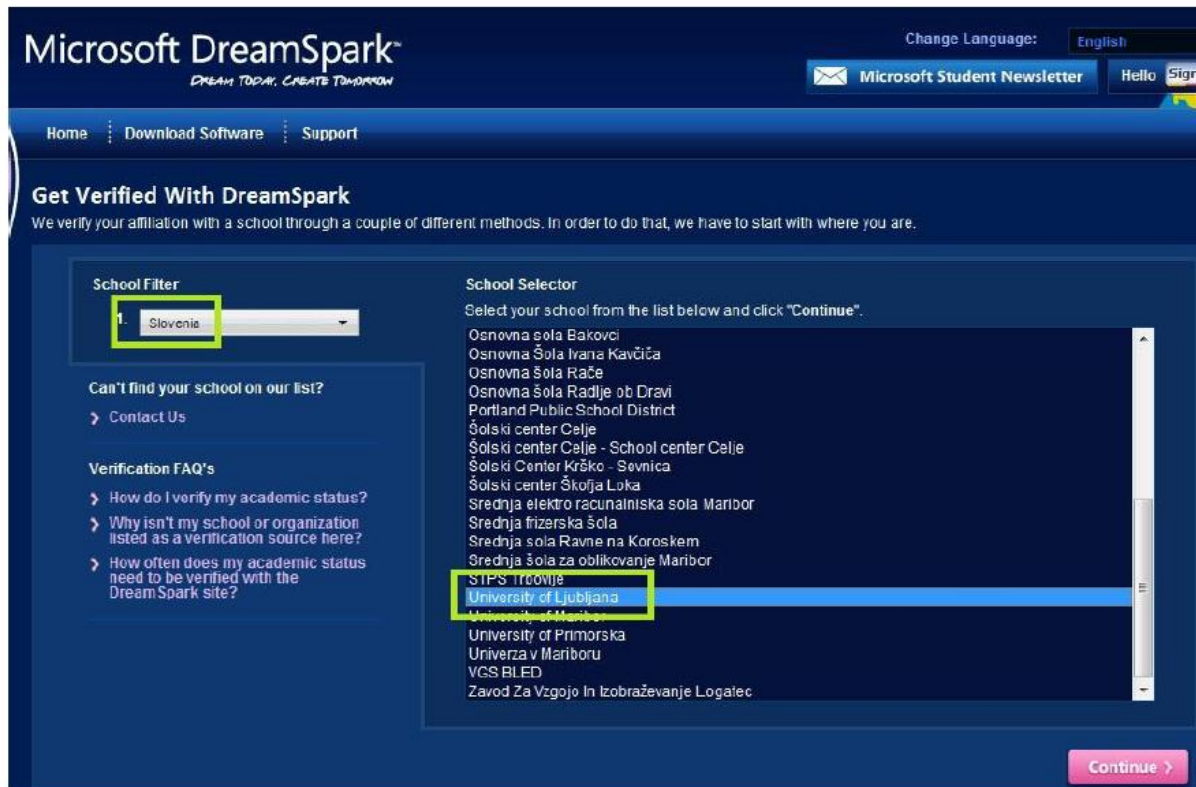 Microsoft DreamSpark™
DREAM TODAY, CREATE TOMORROW
Change Language: English
Microsoft Student Newsletter
Hello
Home Download Software Support
Get Verified With DreamSpark
We verify your affiliation with a school through a couple of different methods. In order to do that, we have to start with where you are.
School Filter
1. Slovenia
Can't find your school on our list?
Contact Us
Verification FAQ's
How do I verify my academic status?
Why isn't my school or organization
listed as a verification source here?
How often does my academic status
need to be verified with the
DreamSpark site?
School Selector
Select your school from the list below and click "Continue".
Osnovna sola Bakovci
Osnovna Šola Ivana Kavčiča
Osnovna šola Rače
Osnovna šola Radlje ob Dravi
Portland Public School District
Šolski center Celje
Šolski center Celje - School center Celje
Šolski Center Krško - Sevnica
Šolski center Škofja Loka
Srednja elektro racunalniska sola Maribor
Srednja frizerska šola
Srednja sola Ravne na Koroskem
Srednja šola za oblikovanje Maribor
STPS Trbovlje
University of Ljubljana
University of Maribor
University of Primorska
Univerza v Mariboru
VGS BLED
Zavod Za Vzgojo In Izobraževanje Logatec
Continue